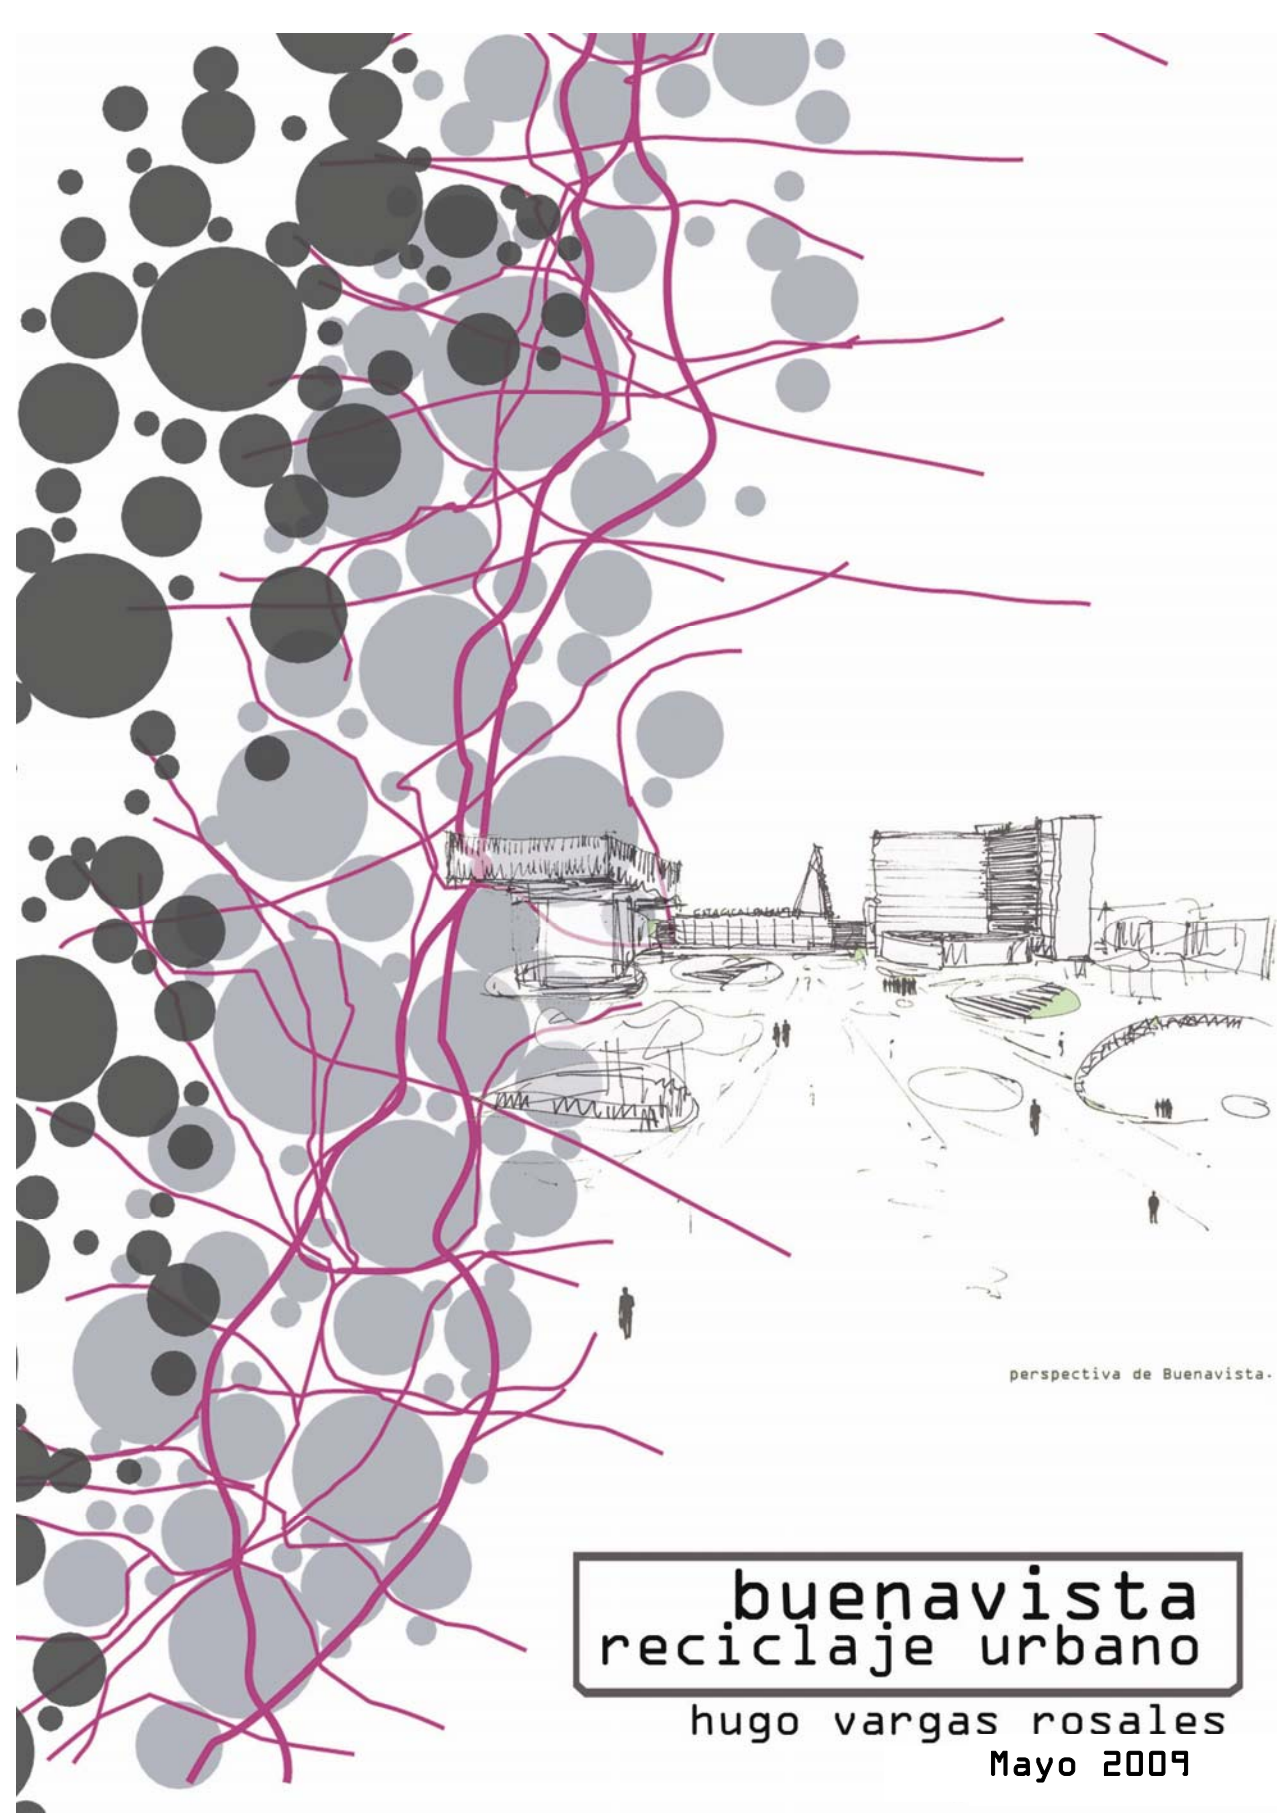 perspectiva de Buenavista.
buenavista
reciclaje urbano
hugo vargas rosales
Mayo 2009